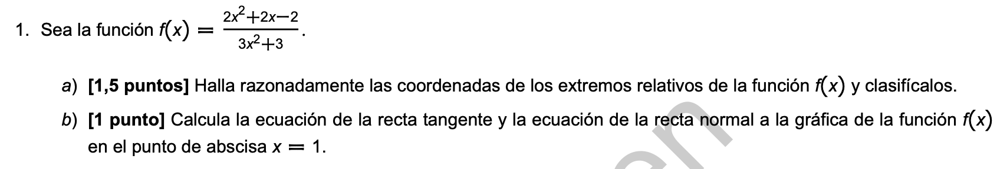 1. Sea la función f(x) = \frac{2x^2+2x-2}{3x^2+3}.
a) [1,5 puntos] Halla razonadamente las coordenadas de los extremos relativos de la función f(x) y clasifícalos.
b) [1 punto] Calcula la ecuación de la recta tangente y la ecuación de la recta normal a la gráfica de la función f(x)
en el punto de abscisa x = 1.